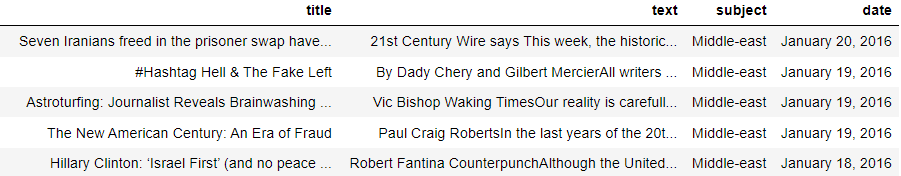 title text subject date
Seven Iranians freed in the prisoner swap have... 21st Century Wire says This week, the historic... Middle-east January 20, 2016
#Hashtag Hell & The Fake Left By Dady Chery and Gilbert MercierAll writers ... Middle-east January 19, 2016
Astroturfing: Journalist Reveals Brainwashing ... Vic Bishop Waking TimesOur reality is carefull... Middle-east January 19, 2016
The New American Century: An Era of Fraud Paul Craig RobertsIn the last years of the 20t... Middle-east January 19, 2016
Hillary Clinton: ‘Israel First’ (and no peace ... Robert Fantina CounterpunchAlthough the United... Middle-east January 18, 2016